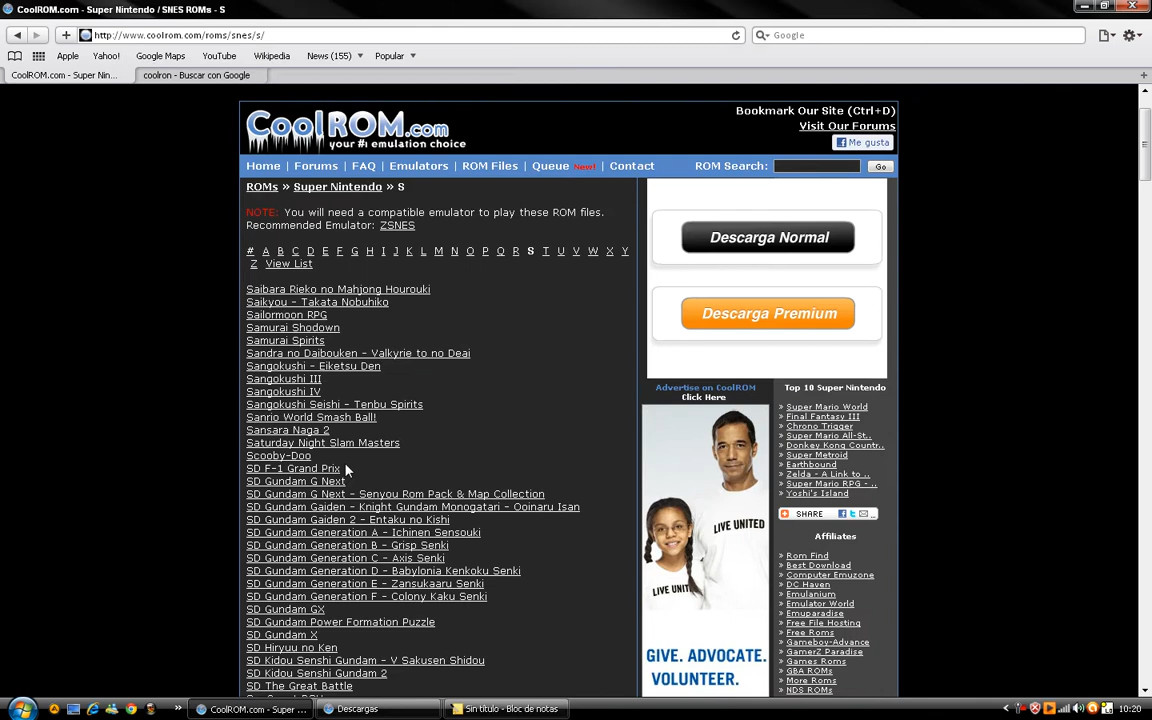 CoolROM.com - Super Nintendo / SNES ROMs - S
http://www.coolrom.com/roms/snes/s/
Google
Apple Yahoo! Google Maps YouTube Wikipedia News (155) Popular
CoolROM.com - Super Nin...
coolron - Buscar con Google
Bookmark Our Site (Ctrl+D)
Visit Our Forums
Me gusta
CoolROM.com
your #1 emulation choice
Home | Forums | FAQ | Emulators | ROM Files | Queue New! | Contact
ROM Search: Go
ROMs » Super Nintendo » S
NOTE: You will need a compatible emulator to play these ROM files.
Recommended Emulator: ZSNES
# A B C D E F G H I J K L M N O P Q R S T U V W X Y
Z View List
Saibara Rieko no Mahjong Hourouki
Saikyou - Takata Nobuhiko
Sailormoon RPG
Samurai Shodown
Samurai Spirits
Sandra no Daibouken - Valkyrie to no Deai
Sangokushi - Eiketsu Den
Sangokushi III
Sangokushi IV
Sangokushi Seishi - Tenbu Spirits
Sanrio World Smash Ball!
Sansara Naga 2
Saturday Night Slam Masters
Scooby-Doo
SD F-1 Grand Prix
SD Gundam G Next
SD Gundam G Next - Senyou Rom Pack & Map Collection
SD Gundam Gaiden - Knight Gundam Monogatari - Ooinaru Isan
SD Gundam Gaiden 2 - Entaku no Kishi
SD Gundam Generation A - Ichinen Sensouki
SD Gundam Generation B - Grisp Senki
SD Gundam Generation C - Axis Senki
SD Gundam Generation D - Babylonia Kenkoku Senki
SD Gundam Generation E - Zansukaaru Senki
SD Gundam Generation F - Colony Kaku Senki
SD Gundam GX
SD Gundam Power Formation Puzzle
SD Gundam X
SD Hiryuu no Ken
SD Kidou Senshi Gundam - V Sakusen Shidou
SD Kidou Senshi Gundam 2
SD The Great Battle
Descarga Normal
Descarga Premium
Advertise on CoolROM
Click Here
LIVE UNITED
LIVE UNITED
GIVE. ADVOCATE.
VOLUNTEER.
Top 10 Super Nintendo
» Super Mario World
» Final Fantasy III
» Chrono Trigger
» Super Mario All-St..
» Donkey Kong Countr..
» Super Metroid
» Earthbound
» Zelda - A Link to ..
» Super Mario RPG - ..
» Yoshi's Island
SHARE
Affiliates
» Rom Find
» Best Download
» Computer Emuzone
» DC Haven
» Emulanium
» Emulator World
» Emuparadise
» Free File Hosting
» Free Roms
» Gameboy-Advance
» GamerZ Paradise
» Games Roms
» GBA ROMs
» More Roms
» NDS ROMs
CoolROM.com - Super ...
Descargas
Sin título - Bloc de notas
10:20